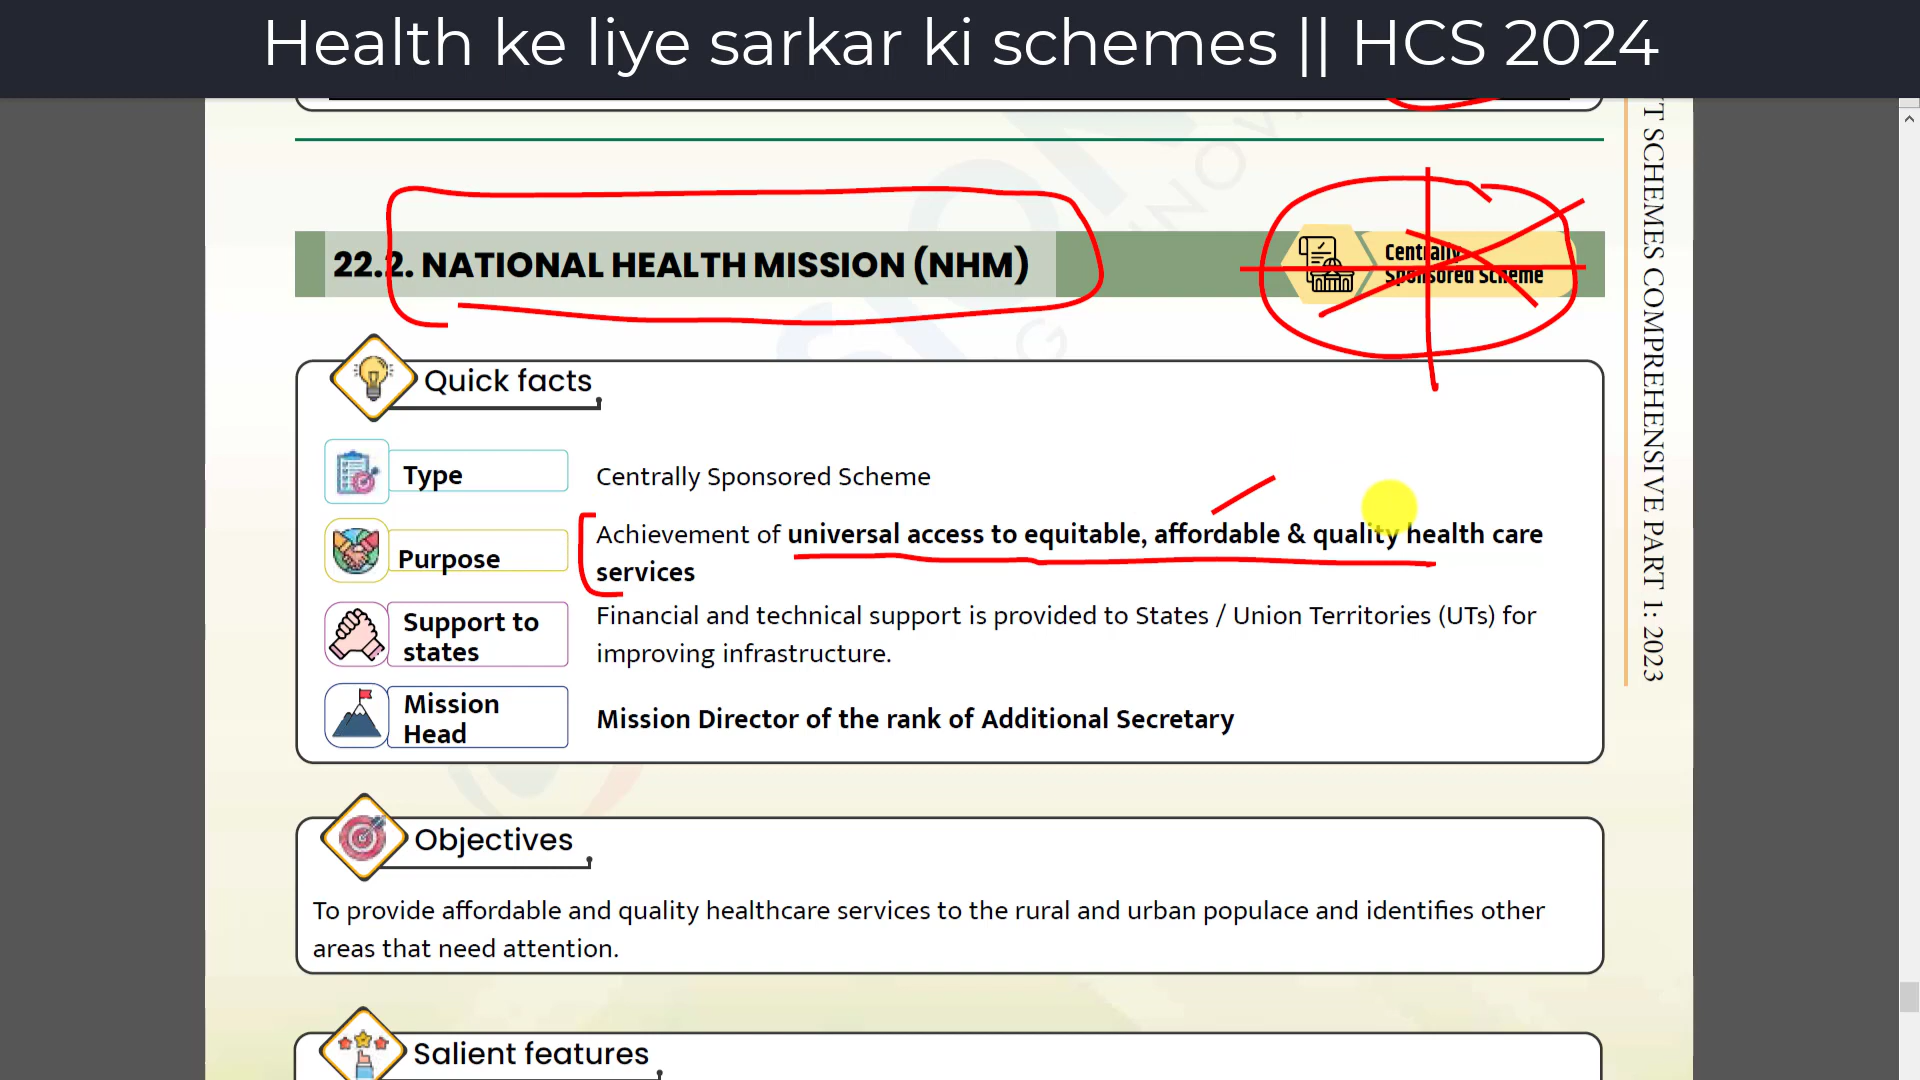 Health ke liye sarkar ki schemes || HCS 2024
22.2. NATIONAL HEALTH MISSION (NHM)
Centrally
Sponsored Scheme
Quick facts
Type
Centrally Sponsored Scheme
Purpose
Achievement of universal access to equitable, affordable & quality health care
services
Support to
states
Financial and technical support is provided to States / Union Territories (UTs) for
improving infrastructure.
Mission
Head
Mission Director of the rank of Additional Secretary
Objectives
To provide affordable and quality healthcare services to the rural and urban populace and identifies other
areas that need attention.
Salient features
T SCHEMES COMPREHENSIVE PART 1: 2023